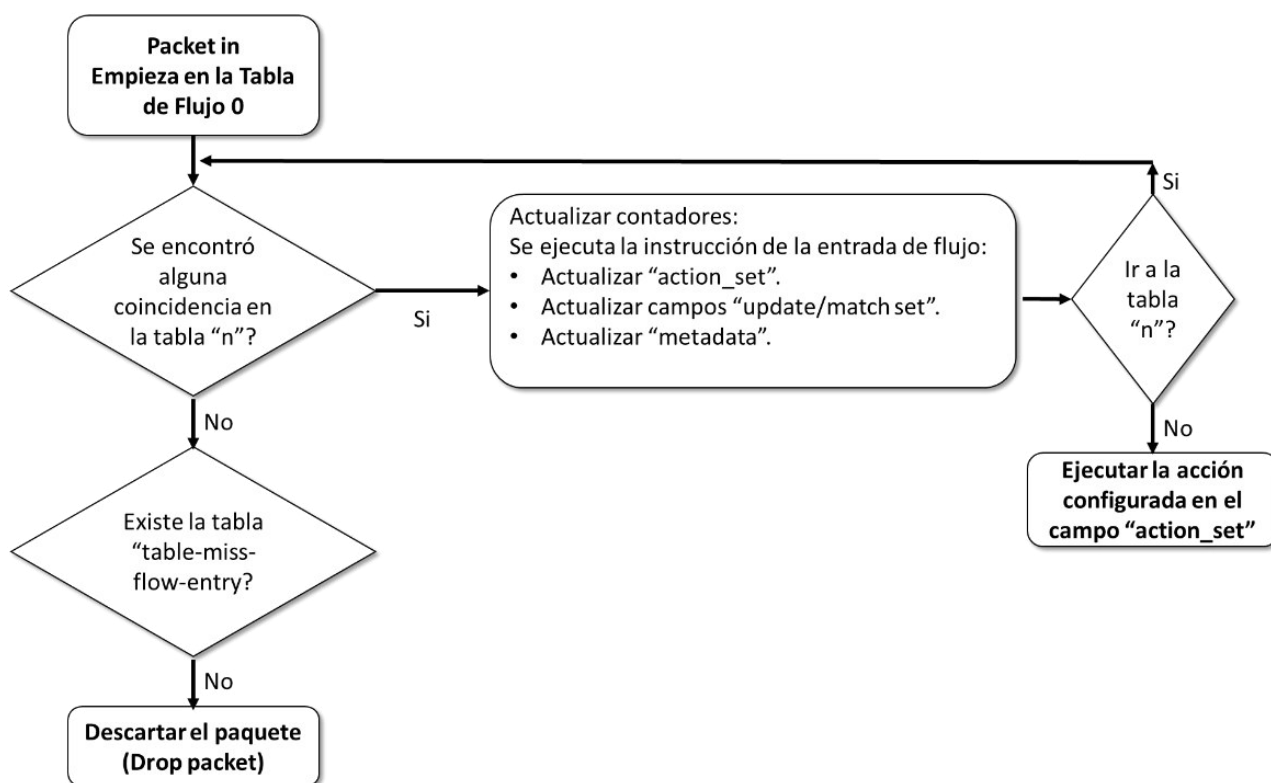 Packet in
Empieza en la Tabla
de Flujo 0
Si
Se encontró
alguna
coincidencia en
la tabla “n”?
Si
Actualizar contadores:
Se ejecuta la instrucción de la entrada de flujo:
• Actualizar “action_set”.
• Actualizar campos “update/match set”.
• Actualizar “metadata”.
Ir a la
tabla
“n”?
No
No
Ejecutar la acción
configurada en el
campo “action_set”
Existe la tabla
“table-miss-
flow-entry?
No
Descartar el paquete
(Drop packet)